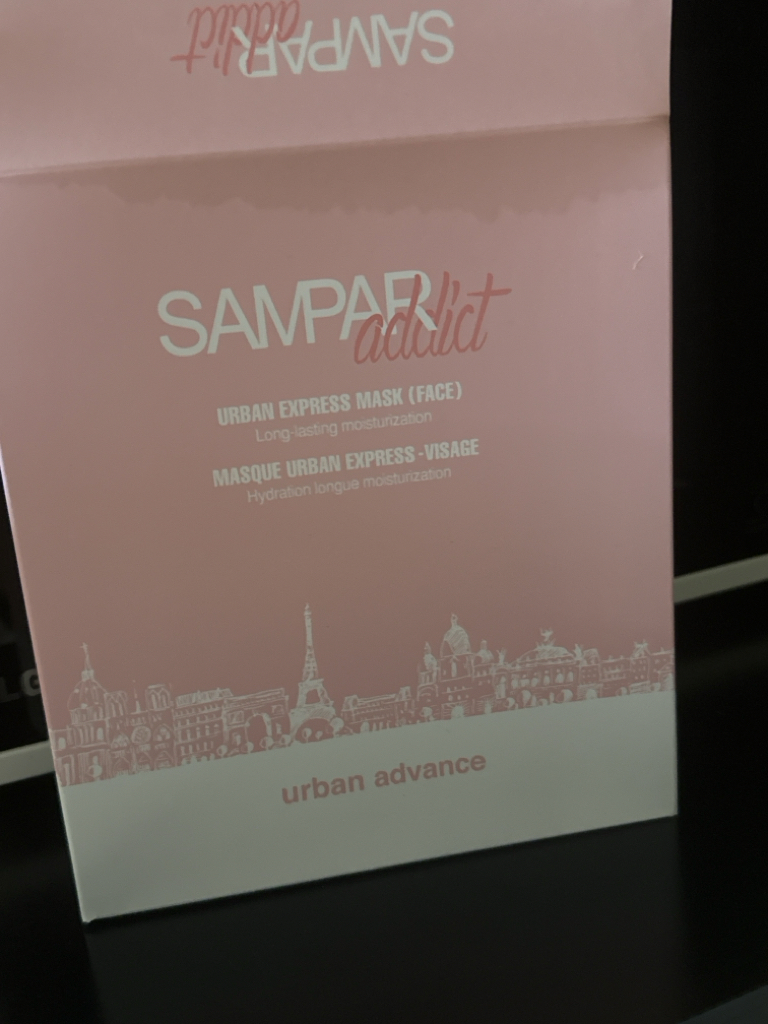 SAMPAR
addict
SAMPAR
addict
URBAN EXPRESS MASK (FACE)
Long-lasting moisturization
MASQUE URBAN EXPRESS-VISAGE
Hydration longue moisturization
urban advance
LG